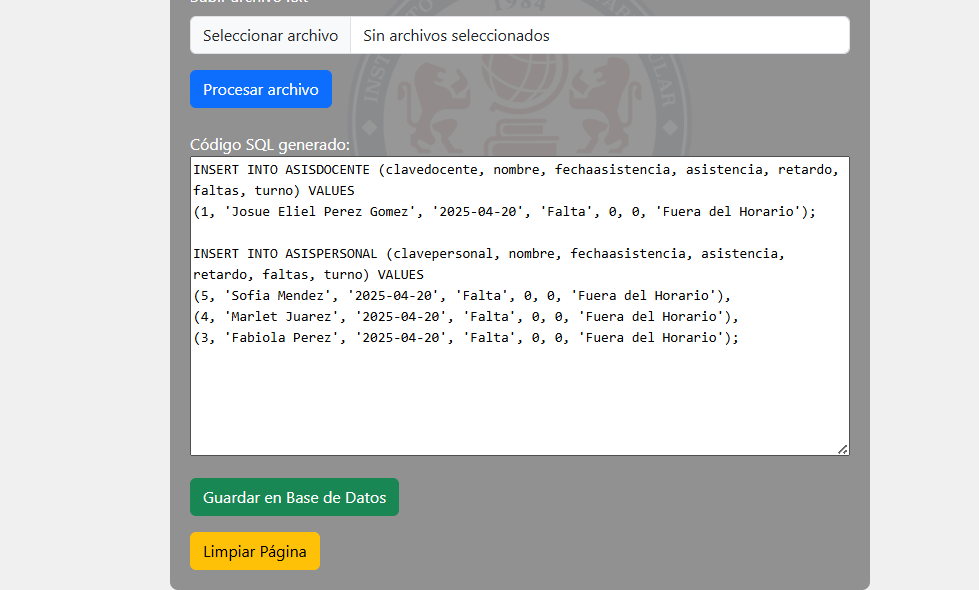 Subir archivo .txt
Seleccionar archivo Sin archivos seleccionados
Procesar archivo
Código SQL generado:
INSERT INTO ASISDOCENTE (clavedocente, nombre, fechaasistencia, asistencia, retardo,
faltas, turno) VALUES
(1, 'Josue Eliel Perez Gomez', '2025-04-20', 'Falta', 0, 0, 'Fuera del Horario');
INSERT INTO ASISPERSONAL (clavepersonal, nombre, fechaasistencia, asistencia,
retardo, faltas, turno) VALUES
(5, 'Sofia Mendez', '2025-04-20', 'Falta', 0, 0, 'Fuera del Horario'),
(4, 'Marlet Juarez', '2025-04-20', 'Falta', 0, 0, 'Fuera del Horario'),
(3, 'Fabiola Perez', '2025-04-20', 'Falta', 0, 0, 'Fuera del Horario');
Guardar en Base de Datos
Limpiar Página
1984